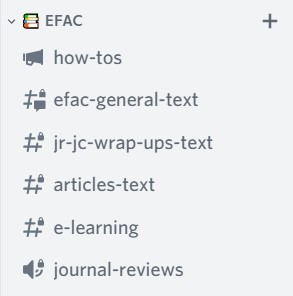 EFAC
how-tos
efac-general-text
jr-jc-wrap-ups-text
articles-text
e-learning
journal-reviews